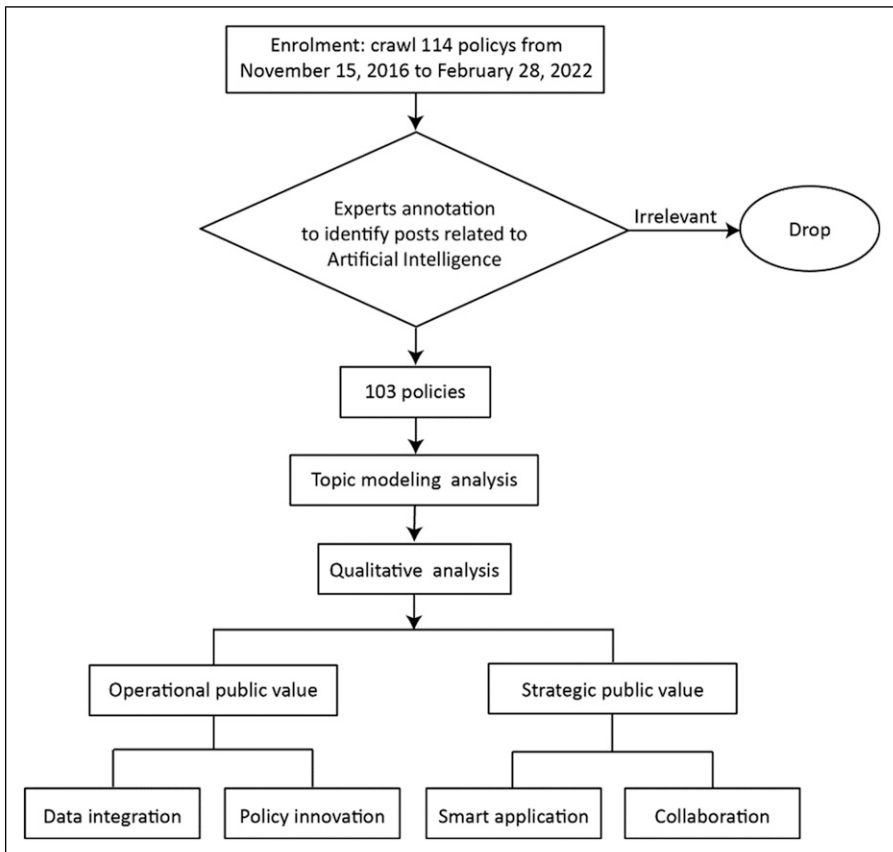 Enrolment: crawl 114 policys from
November 15, 2016 to February 28, 2022
Experts annotation
to identify posts related to
Artificial Intelligence
Irrelevant
Drop
103 policies
Topic modeling analysis
Qualitative analysis
Operational public value
Strategic public value
Data integration
Policy innovation
Smart application
Collaboration